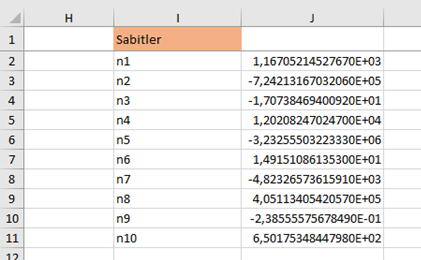 H I J
1 Sabitler
2 n1 1,16705214527670E+03
3 n2 -7,24213167032060E+05
4 n3 -1,70738469400920E+01
5 n4 1,20208247024700E+04
6 n5 -3,23255503223330E+06
7 n6 1,49151086135300E+01
8 n7 -4,82326573615910E+03
9 n8 4,05113405420570E+05
10 n9 -2,38555575678490E-01
11 n10 6,50175348447980E+02
12